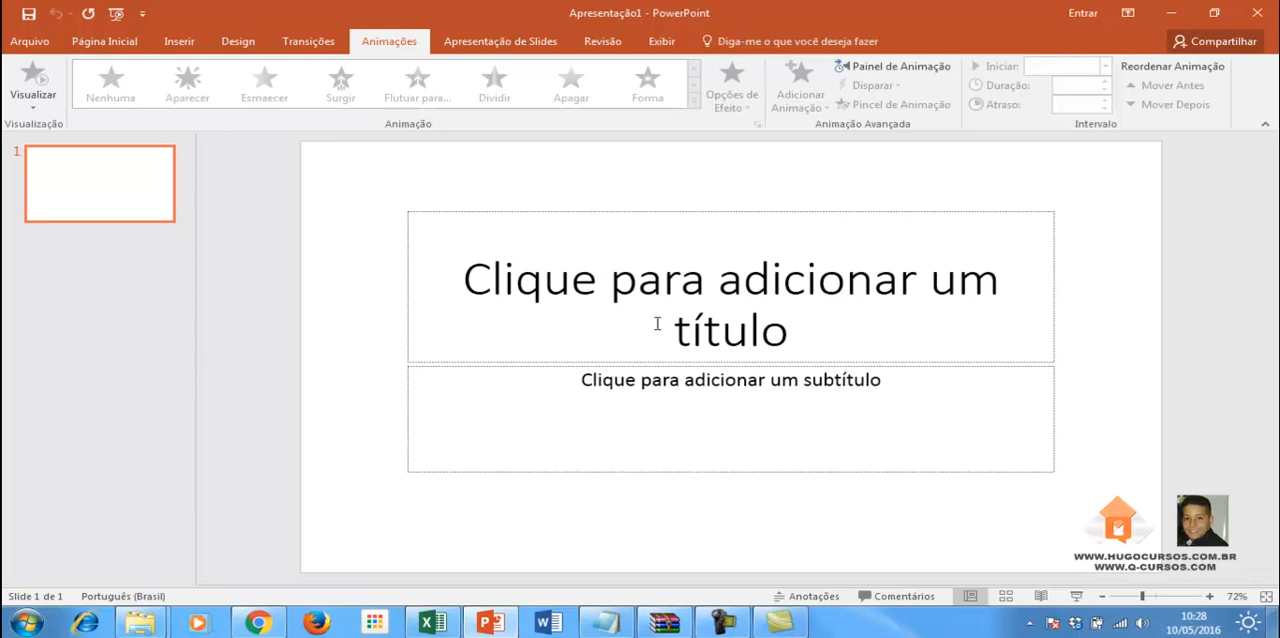 Apresentação1 - PowerPoint
Entrar
Arquivo Página Inicial Inserir Design Transições Animações Apresentação de Slides Revisão Exibir Diga-me o que você deseja fazer Compartilhar
Visualizar
Nenhuma Aparecer Esmaecer Surgir Flutuar para... Dividir Apagar Forma
Opções de Efeito
Adicionar Animação
Painel de Animação
Disparar
Pincel de Animação
Iniciar:
Duração:
Atraso:
Reordenar Animação
Mover Antes
Mover Depois
Visualização Animação Animação Avançada Intervalo
1
Clique para adicionar um
título
Clique para adicionar um subtítulo
WWW.HUGOCURSOS.COM.BR
WWW.Q-CURSOS.COM
Slide 1 de 1 Português (Brasil) Anotações Comentários 72%
10:28
10/05/2016